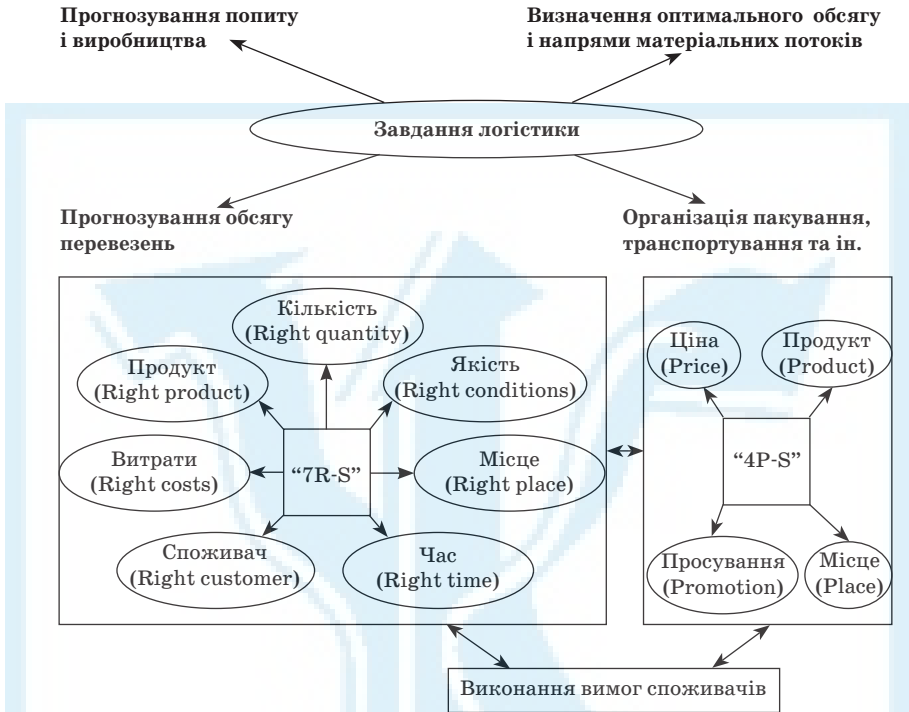 Прогнозування попиту
і виробництва
Визначення оптимального обсягу
і напрями матеріальних потоків
Завдання логістики
Прогнозування обсягу
перевезень
Організація пакування,
транспортування та ін.
Кількість
(Right quantity)
Продукт
(Right product)
Якість
(Right conditions)
Витрати
(Right costs)
“7R-S”
Місце
(Right place)
Споживач
(Right customer)
Час
(Right time)
Ціна
(Price)
Продукт
(Product)
“4P-S”
Просування
(Promotion)
Місце
(Place)
Виконання вимог споживачів